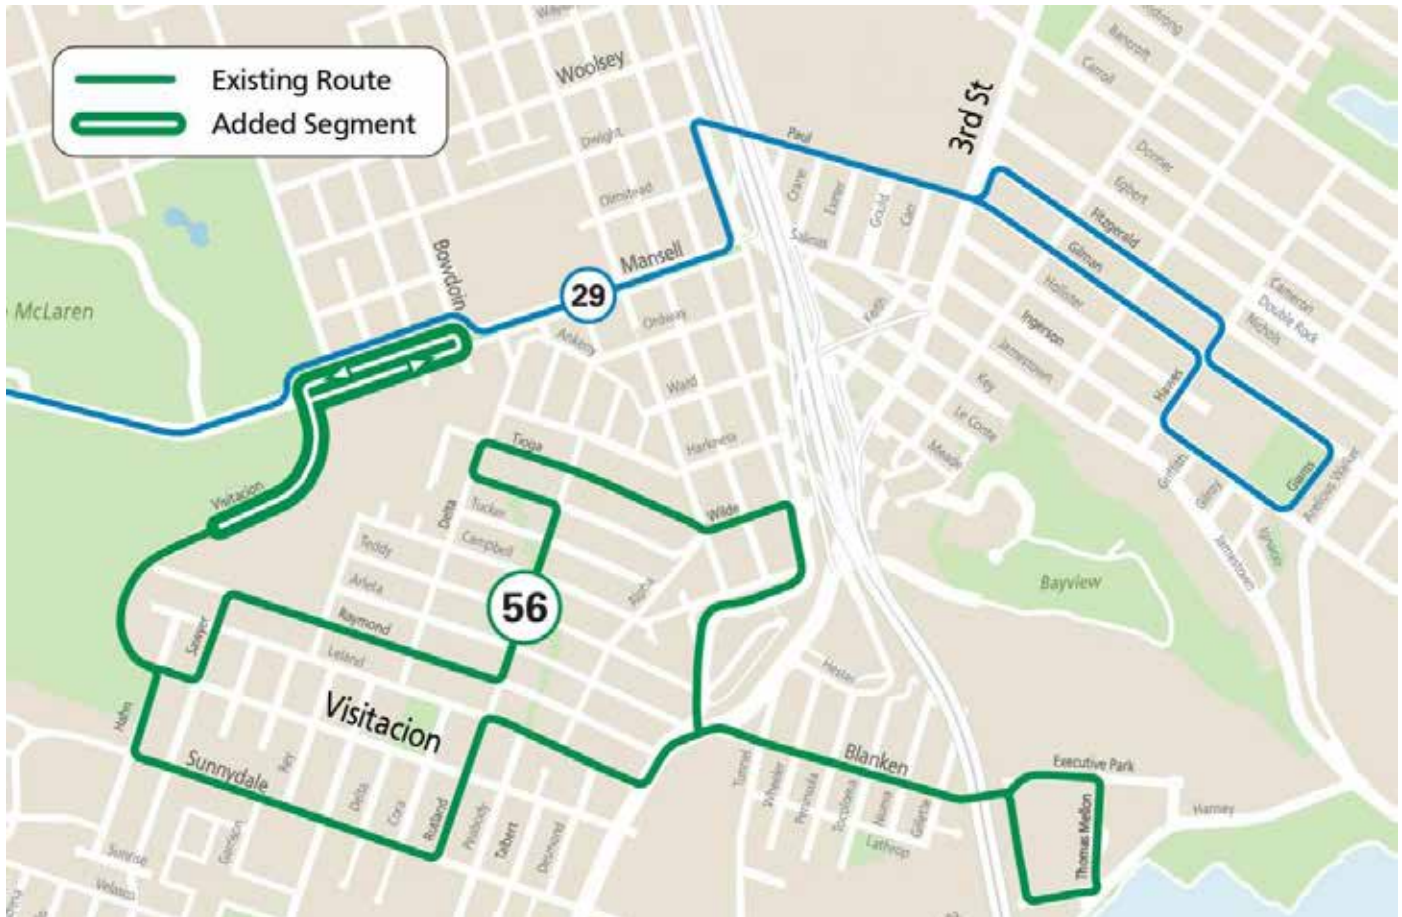 Existing Route
Added Segment
Woolsey
Dwight
Olmstead
Mansell
Bowdoin
McLaren
29
Ankeny
Ordway
Ward
Harkness
Paul
Crane
Exeter
Gould
Carr
Salinas
Keith
3rd St
Bancroft
Carroll
Donner
Egbert
Fitzgerald
Gilman
Hollister
Ingerson
Jamestown
Key
Le Conte
Meade
Cameron
Double Rock
Nichols
Hawes
Griffith
Gilroy
Giants
Jamestown
Ignacio
Bayview
Visitacion
Tioga
Wilde
Delta
Tucker
Campbell
Teddy
Arleta
Raymond
Leland
Alpha
56
Sawyer
Hahn
Visitacion
Sunnydale
Rey
Delta
Cora
Rutland
Peabody
Talbert
Desmond
Garrison
Sunrise
Velasco
Hester
Blanken
Tunnel
Wheeler
Peninsula
Tocoloma
Nueva
Gillette
Lathrop
Executive Park
Thomas Mellon
Harney